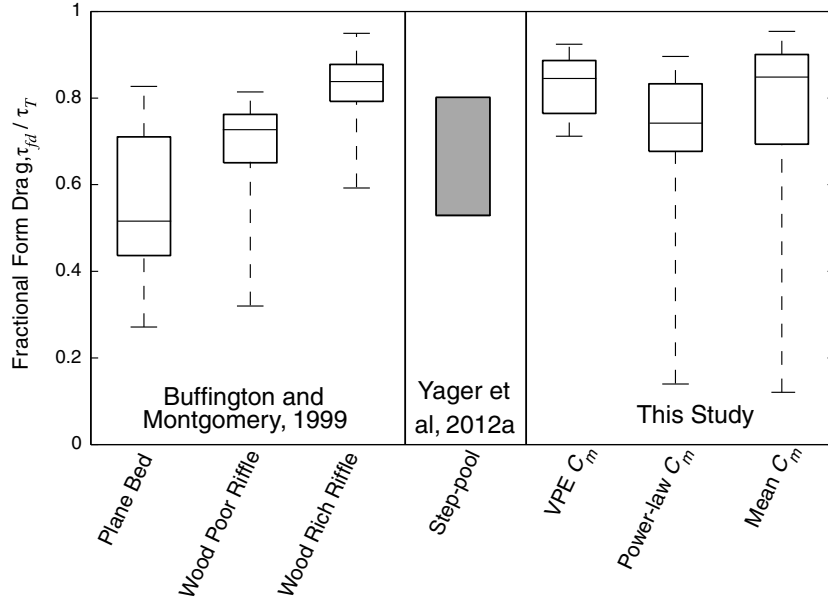 Fractional Form Drag,τfd / τT
1
0.8
0.6
0.4
0.2
0
Buffington and
Montgomery, 1999
Yager et
al, 2012a
This Study
Plane Bed
Wood Poor Riffle
Wood Rich Riffle
Step-pool
VPE Cm
Power-law Cm
Mean Cm